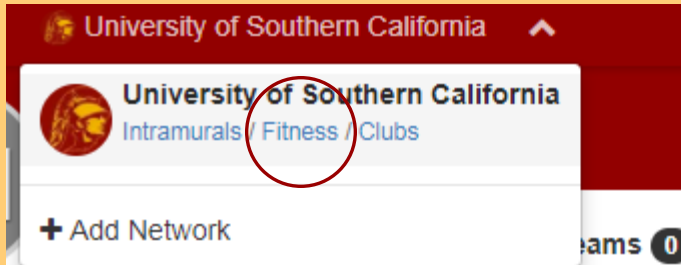 University of Southern California
University of Southern California
Intramurals / Fitness / Clubs
+ Add Network
eams 0